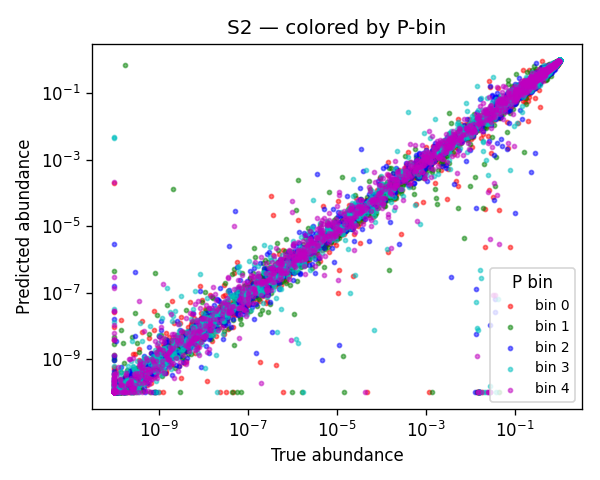 S2 — colored by P-bin
Predicted abundance
10⁻¹
10⁻³
10⁻⁵
10⁻⁷
10⁻⁹
P bin
bin 0
bin 1
bin 2
bin 3
bin 4
10⁻⁹ 10⁻⁷ 10⁻⁵ 10⁻³ 10⁻¹
True abundance